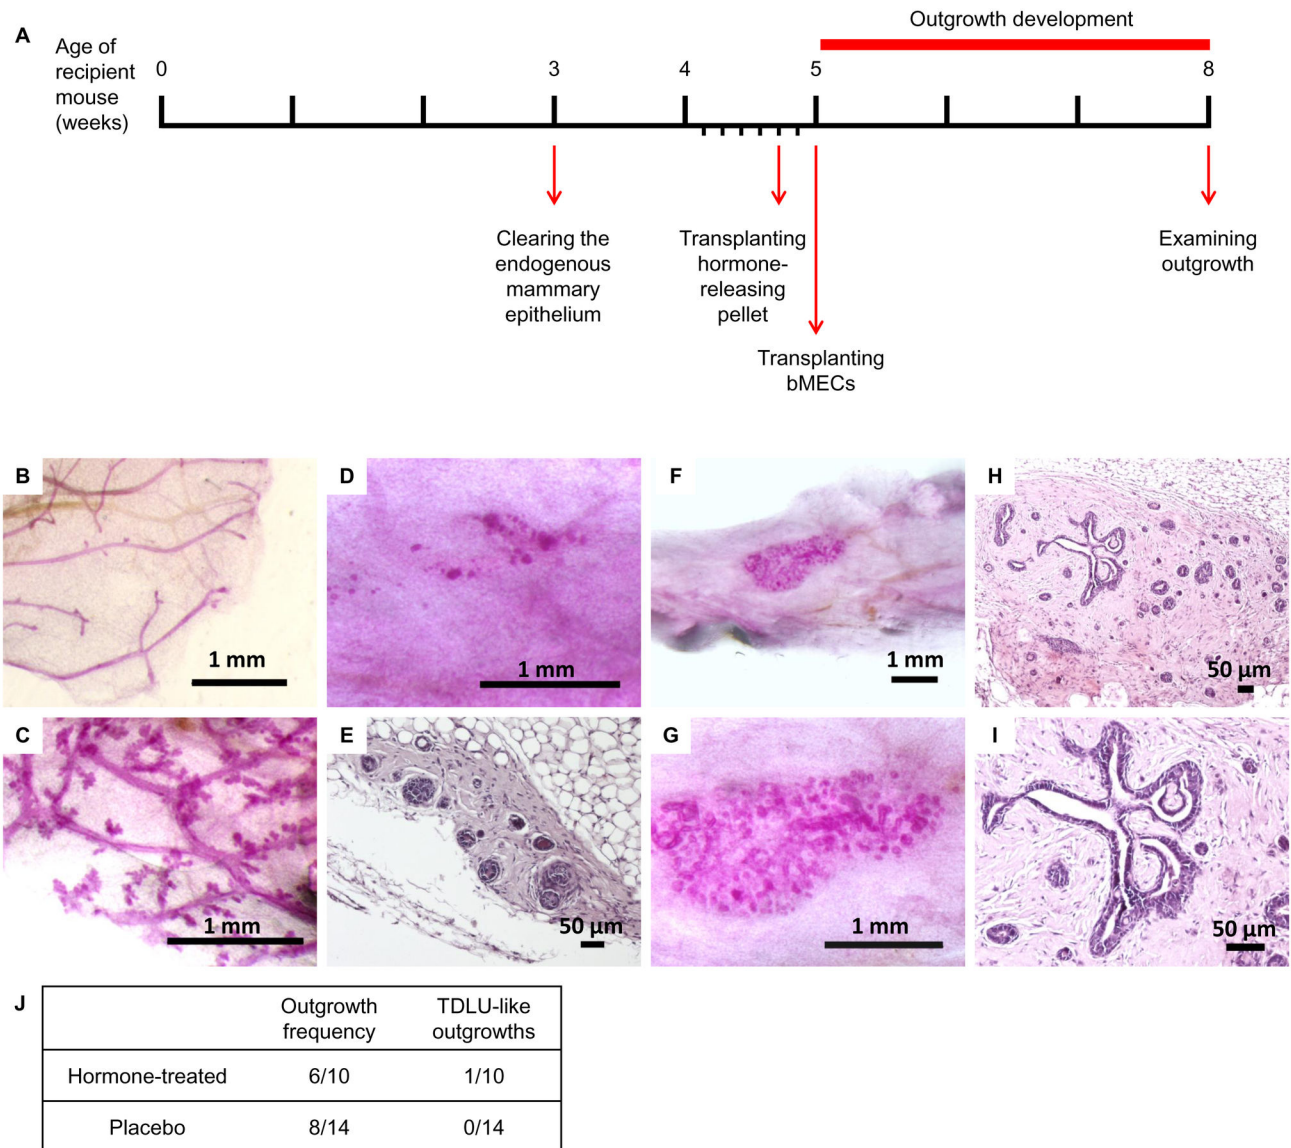 A
Age of
recipient
mouse
(weeks)
Outgrowth development
0
3
4
5
8
Clearing the
endogenous
mammary
epithelium
Transplanting
hormone-
releasing
pellet
Transplanting
bMECs
Examining
outgrowth
B
1 mm
D
1 mm
F
1 mm
H
50 µm
C
1 mm
E
50 µm
G
1 mm
I
50 µm
J
Outgrowth
frequency
TDLU-like
outgrowths
Hormone-treated 6/10 1/10
Placebo 8/14 0/14